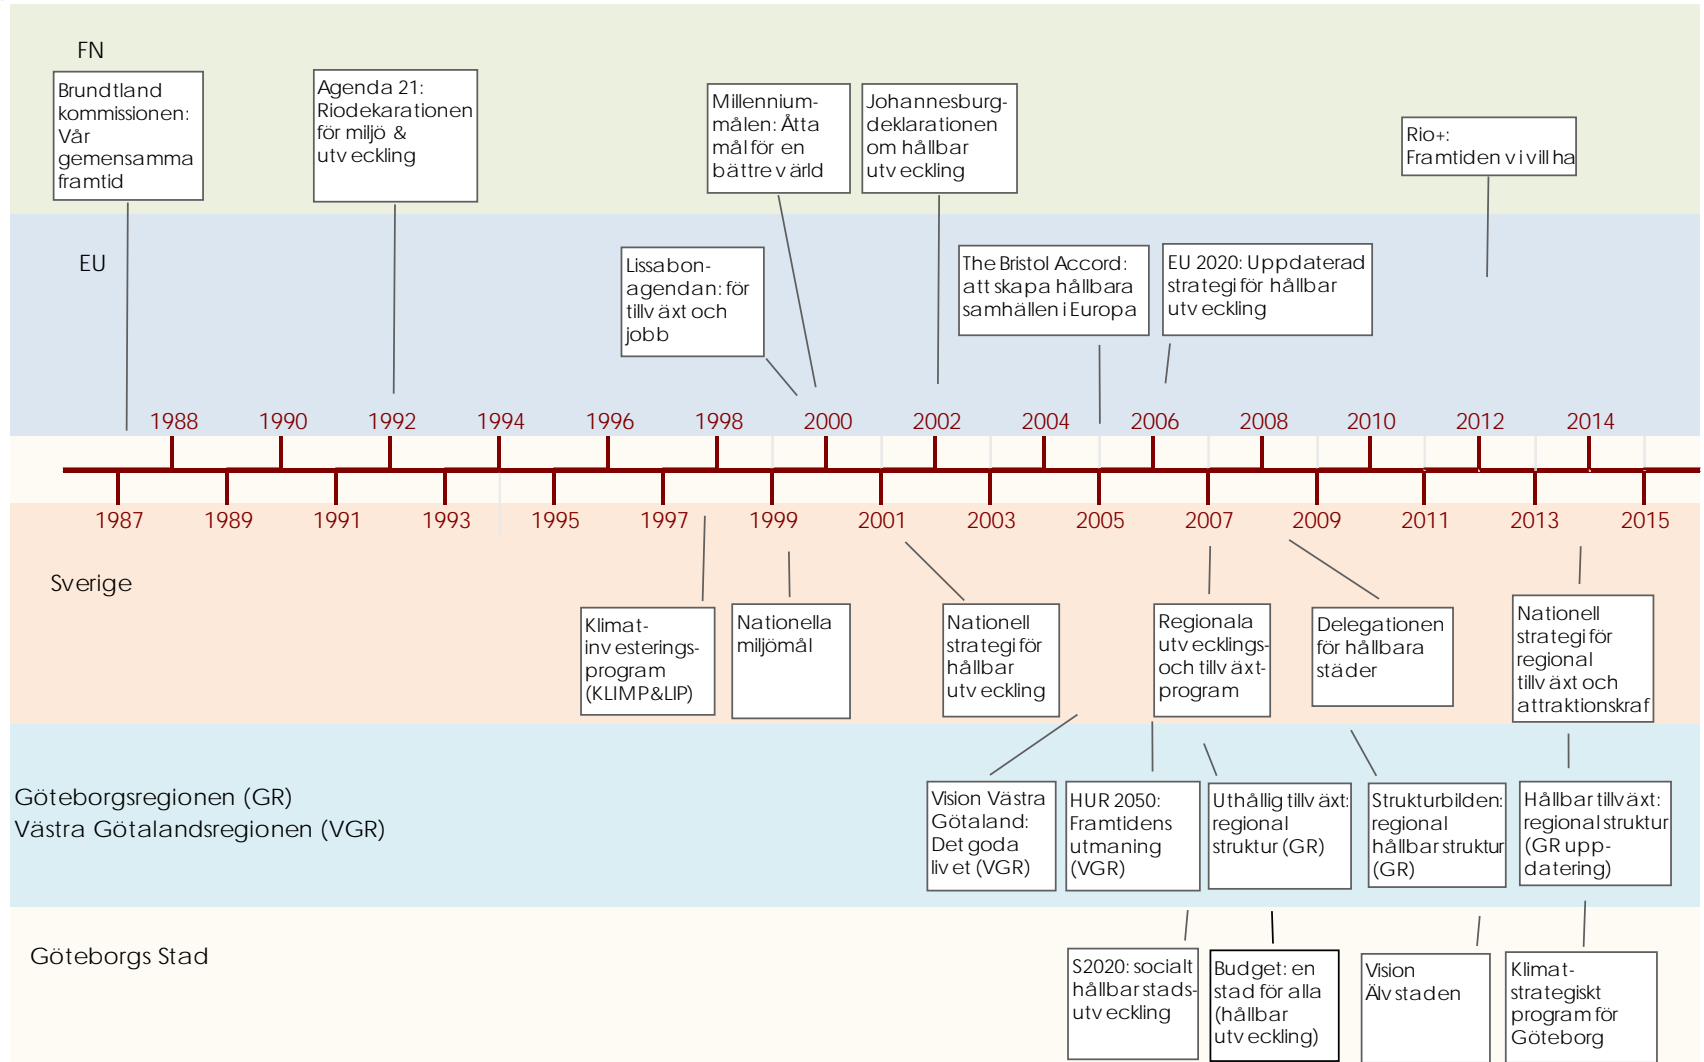 FN
Brundtland
kommissionen:
Vår
gemensamma
framtid
Agenda 21:
Riodekarationen
för miljö &
utveckling
Millennium-
målen: Åtta
mål för en
bättre värld
Johannesburg-
deklarationen
om hållbar
utveckling
Rio+:
Framtiden vi vill ha
EU
Lissabon-
agendan: för
tillväxt och
jobb
The Bristol Accord:
att skapa hållbara
samhällen i Europa
EU 2020: Uppdaterad
strategi för hållbar
utveckling
1988 1990 1992 1994 1996 1998 2000 2002 2004 2006 2008 2010 2012 2014
1987 1989 1991 1993 1995 1997 1999 2001 2003 2005 2007 2009 2011 2013 2015
Sverige
Klimat-
investerings-
program
(KLIMP&LIP)
Nationella
miljömål
Nationell
strategi för
hållbar
utveckling
Regionala
utvecklings-
och tillväxt-
program
Delegationen
för hållbara
städer
Nationell
strategi för
regional
tillväxt och
attraktionskraf
Göteborgsregionen (GR)
Västra Götalandsregionen (VGR)
Vision Västra
Götaland:
Det goda
livet (VGR)
HUR 2050:
Framtidens
utmaning
(VGR)
Uthållig tillväxt:
regional
struktur (GR)
Strukturbilden:
regional
hållbar struktur
(GR)
Hållbar tillväxt:
regional struktur
(GR upp-
datering)
Göteborgs Stad
S2020: socialt
hållbar stads-
utveckling
Budget: en
stad för alla
(hållbar
utveckling)
Vision
Älvstaden
Klimat-
strategiskt
program för
Göteborg